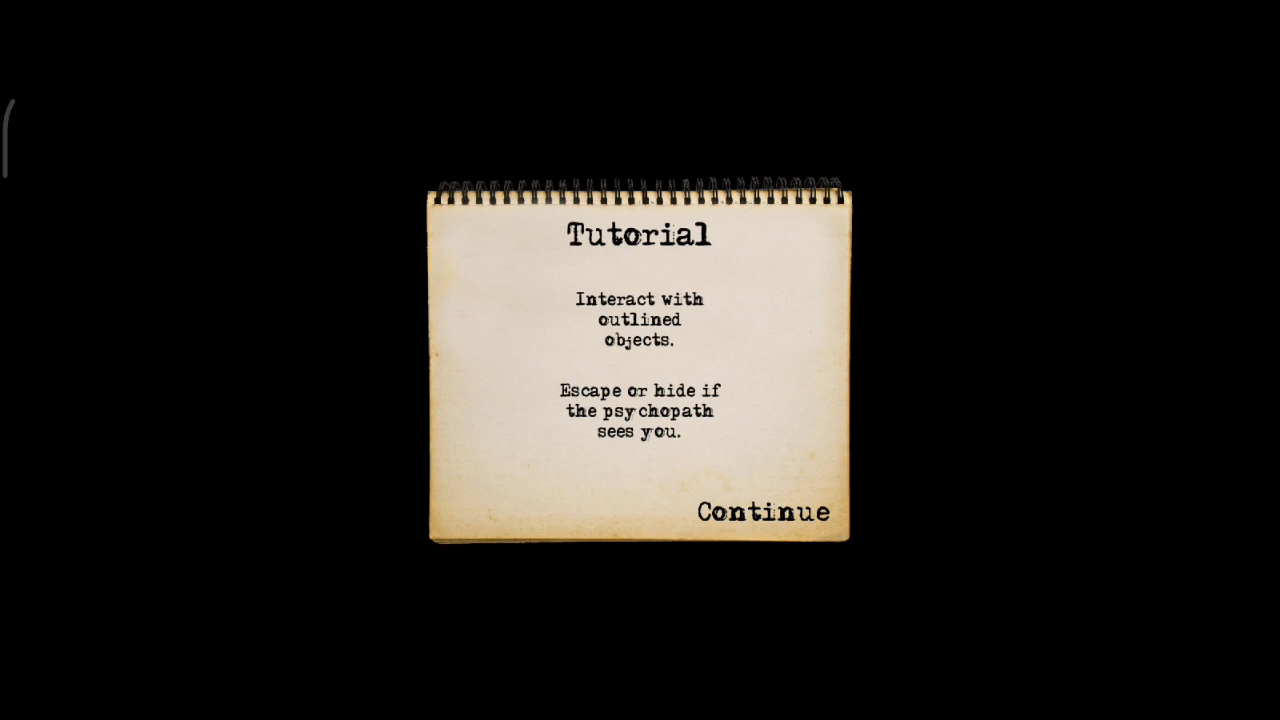 Tutorial
Interact with
outlined
objects.
Escape or hide if
the psychopath
sees you.
Continue